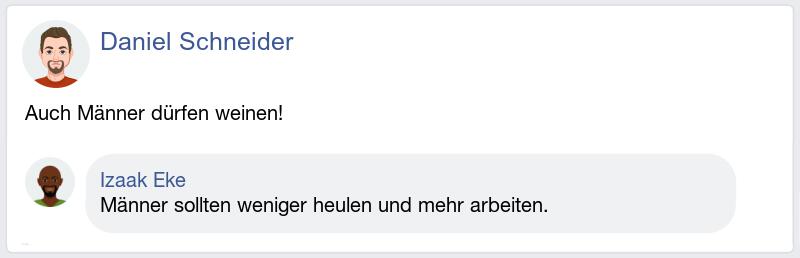 Daniel Schneider
Auch Männer dürfen weinen!
Izaak Eke
Männer sollten weniger heulen und mehr arbeiten.